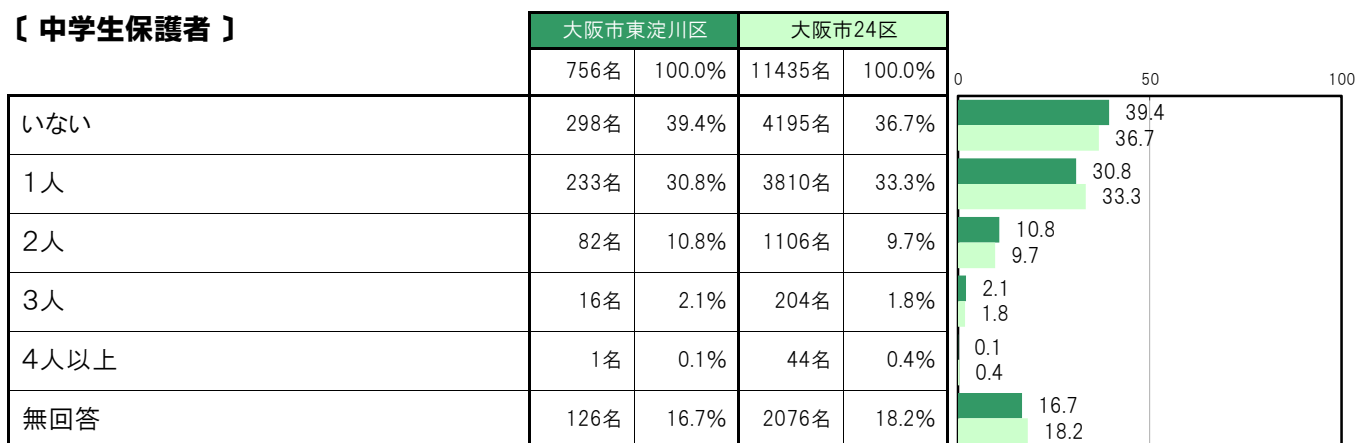 〔 中学生保護者 〕
大阪市東淀川区 大阪市24区
756名 100.0% 11435名 100.0%
0 50 100
いない 298名 39.4% 4195名 36.7%
39.4
36.7
1人 233名 30.8% 3810名 33.3%
30.8
33.3
2人 82名 10.8% 1106名 9.7%
10.8
9.7
3人 16名 2.1% 204名 1.8%
2.1
1.8
4人以上 1名 0.1% 44名 0.4%
0.1
0.4
無回答 126名 16.7% 2076名 18.2%
16.7
18.2